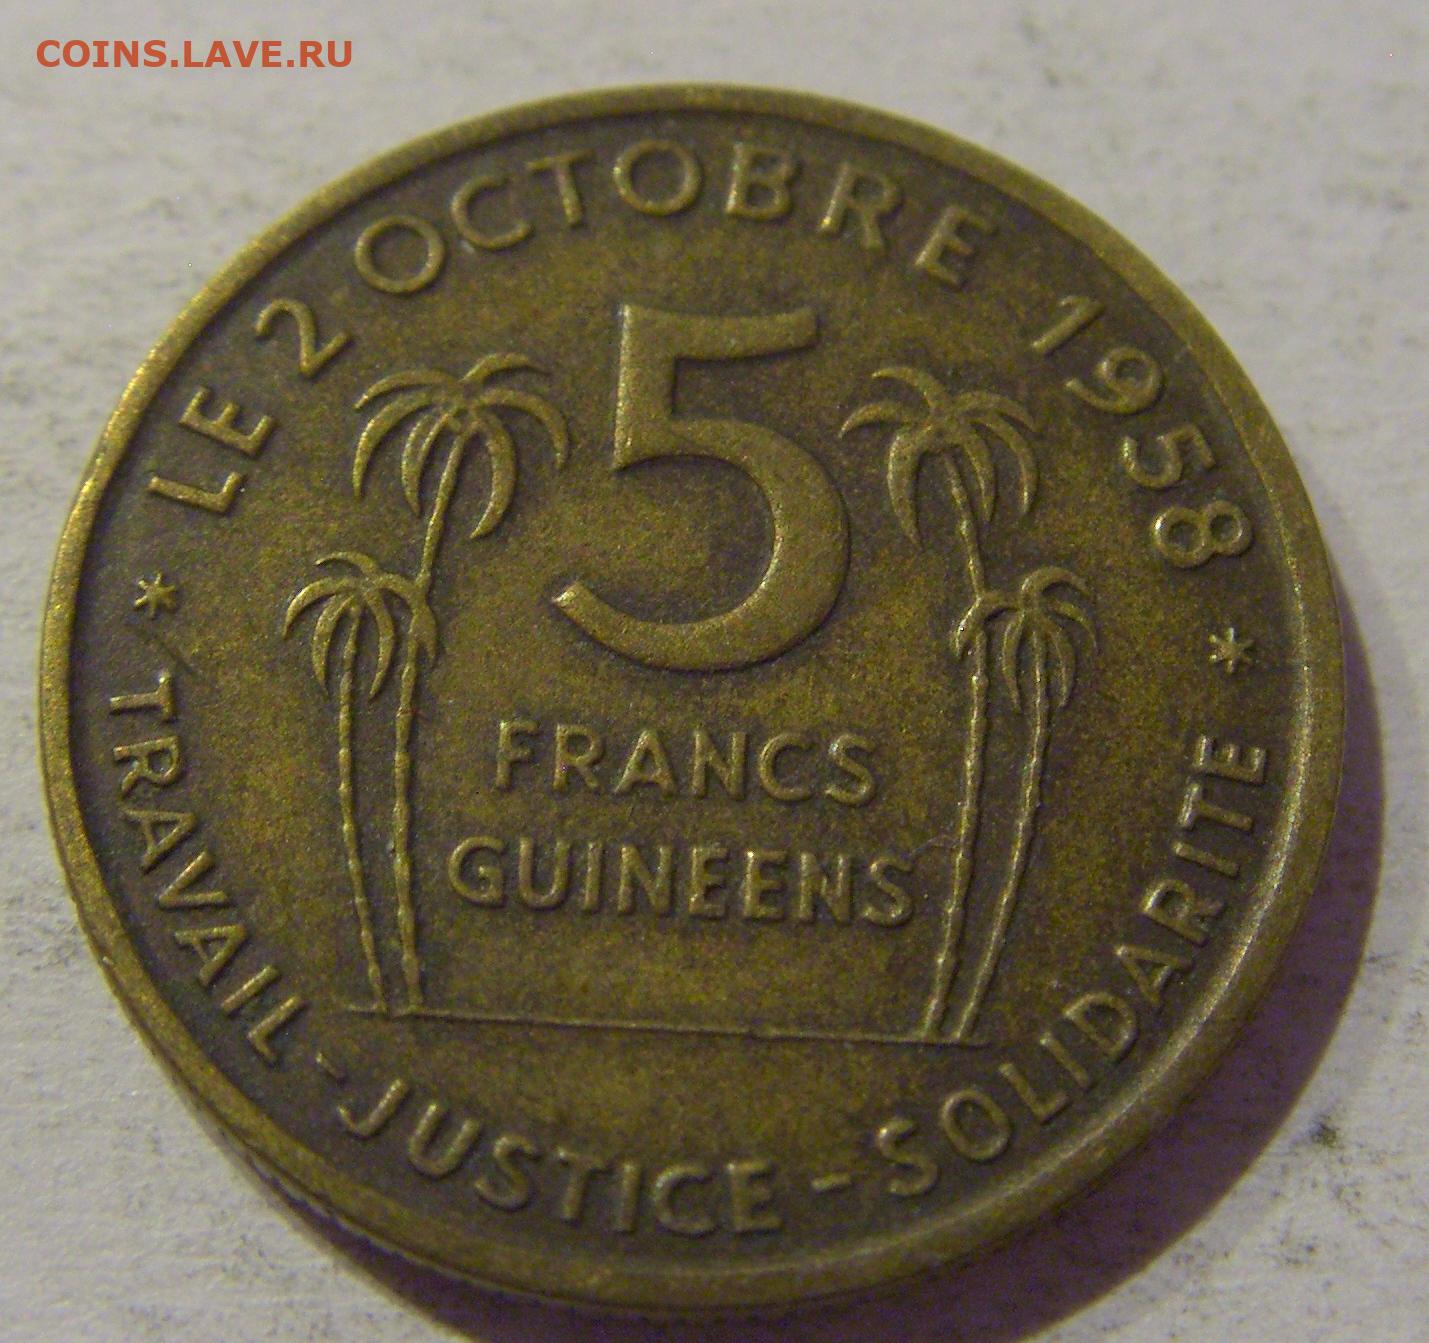 COINS.LAVE.RU
LE 2 OCTOBRE 1958
5
FRANCS
GUINEENS
* TRAVAIL - JUSTICE - SOLIDARITE *